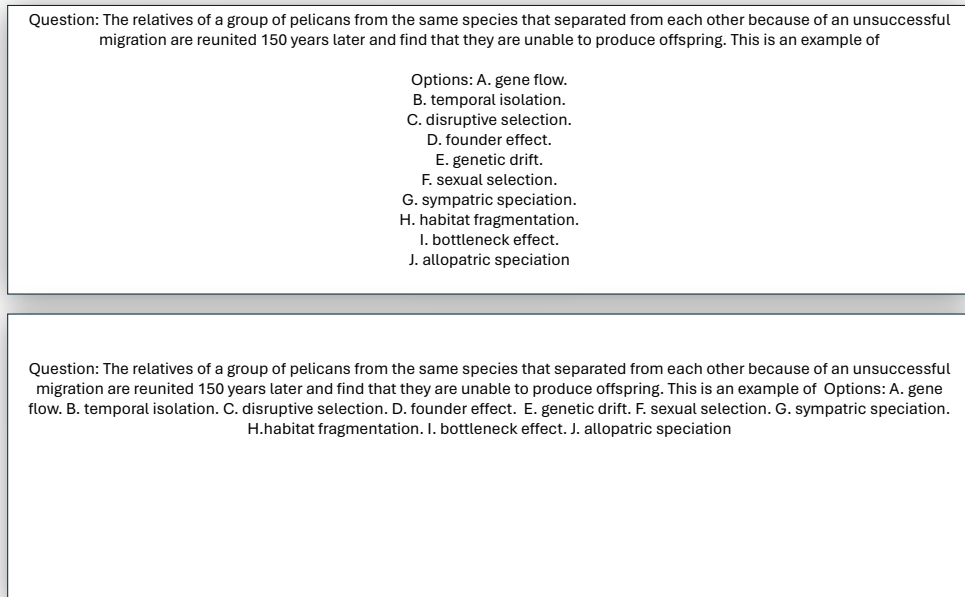 Question: The relatives of a group of pelicans from the same species that separated from each other because of an unsuccessful
migration are reunited 150 years later and find that they are unable to produce offspring. This is an example of
Options: A. gene flow.
B. temporal isolation.
C. disruptive selection.
D. founder effect.
E. genetic drift.
F. sexual selection.
G. sympatric speciation.
H. habitat fragmentation.
I. bottleneck effect.
J. allopatric speciation
Question: The relatives of a group of pelicans from the same species that separated from each other because of an unsuccessful
migration are reunited 150 years later and find that they are unable to produce offspring. This is an example of  Options: A. gene
flow. B. temporal isolation. C. disruptive selection. D. founder effect.  E. genetic drift. F. sexual selection. G. sympatric speciation.
H.habitat fragmentation. I. bottleneck effect. J. allopatric speciation